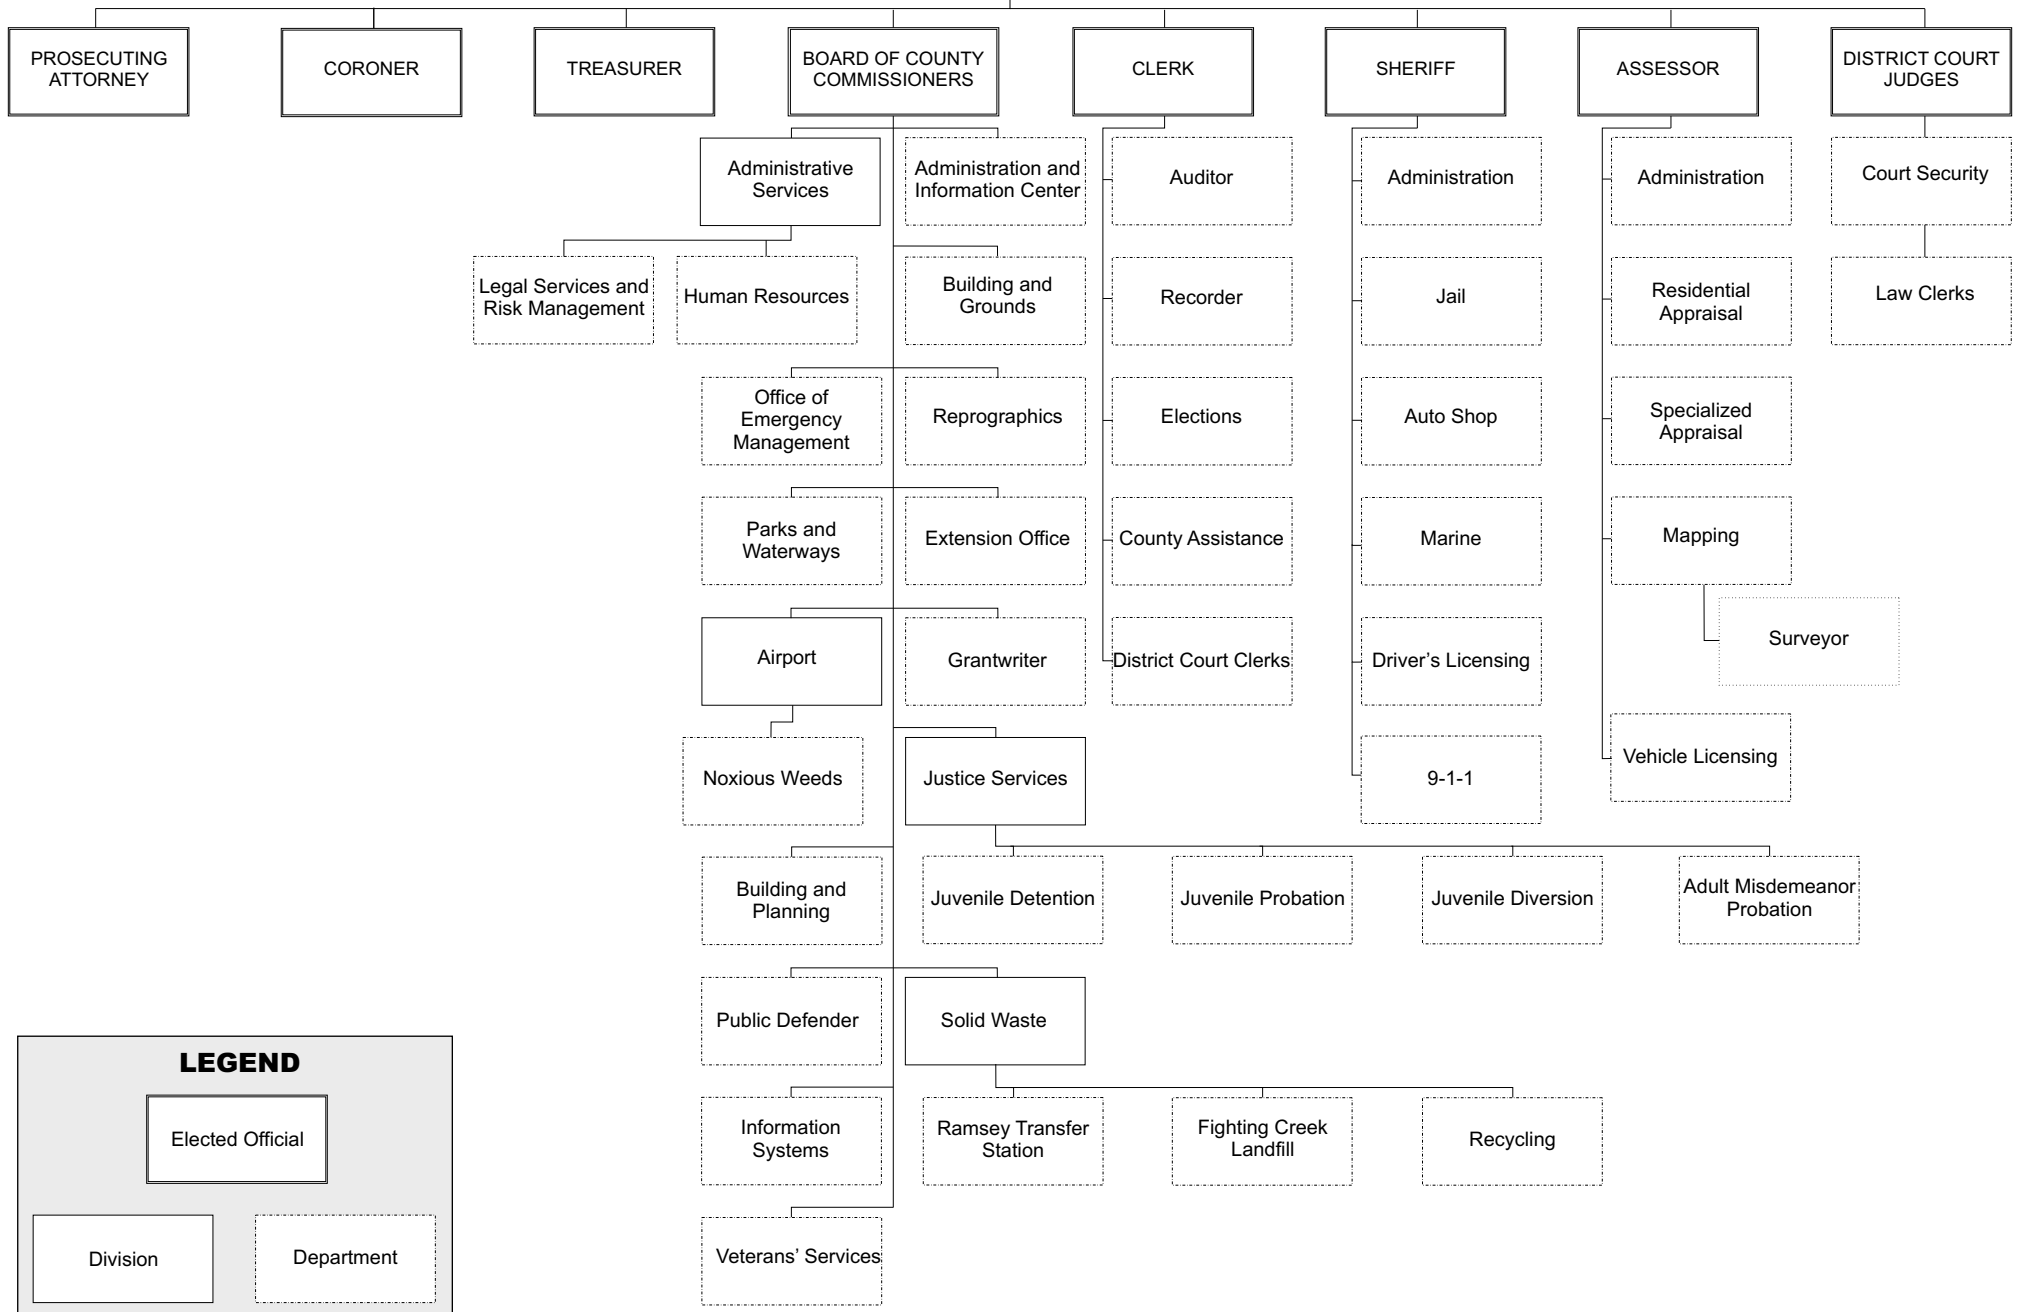 PROSECUTING
ATTORNEY
CORONER
TREASURER
BOARD OF COUNTY
COMMISSIONERS
CLERK
SHERIFF
ASSESSOR
DISTRICT COURT
JUDGES
Administrative
Services
Administration and
Information Center
Auditor
Administration
Administration
Court Security
Legal Services and
Risk Management
Human Resources
Building and
Grounds
Recorder
Jail
Residential
Appraisal
Law Clerks
Office of
Emergency
Management
Reprographics
Elections
Auto Shop
Specialized
Appraisal
Parks and
Waterways
Extension Office
County Assistance
Marine
Mapping
Surveyor
Airport
Grantwriter
District Court Clerks
Driver’s Licensing
Noxious Weeds
Justice Services
9-1-1
Vehicle Licensing
Building and
Planning
Juvenile Detention
Juvenile Probation
Juvenile Diversion
Adult Misdemeanor
Probation
Public Defender
Solid Waste
Information
Systems
Ramsey Transfer
Station
Fighting Creek
Landfill
Recycling
Veterans’ Services
LEGEND
Elected Official
Division
Department